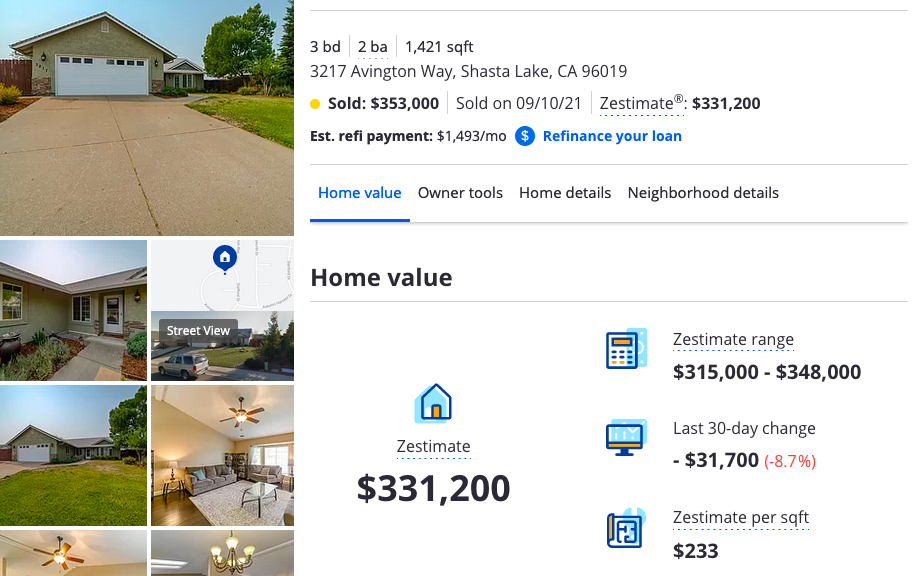 3 bd 2 ba 1,421 sqft
3217 Avington Way, Shasta Lake, CA 96019
Sold: $353,000 Sold on 09/10/21 Zestimate®: $331,200
Est. refi payment: $1,493/mo $ Refinance your loan
Home value Owner tools Home details Neighborhood details
Home value
Street View
Zestimate
$331,200
Zestimate range
$315,000 - $348,000
Last 30-day change
- $31,700 (-8.7%)
Zestimate per sqft
$233